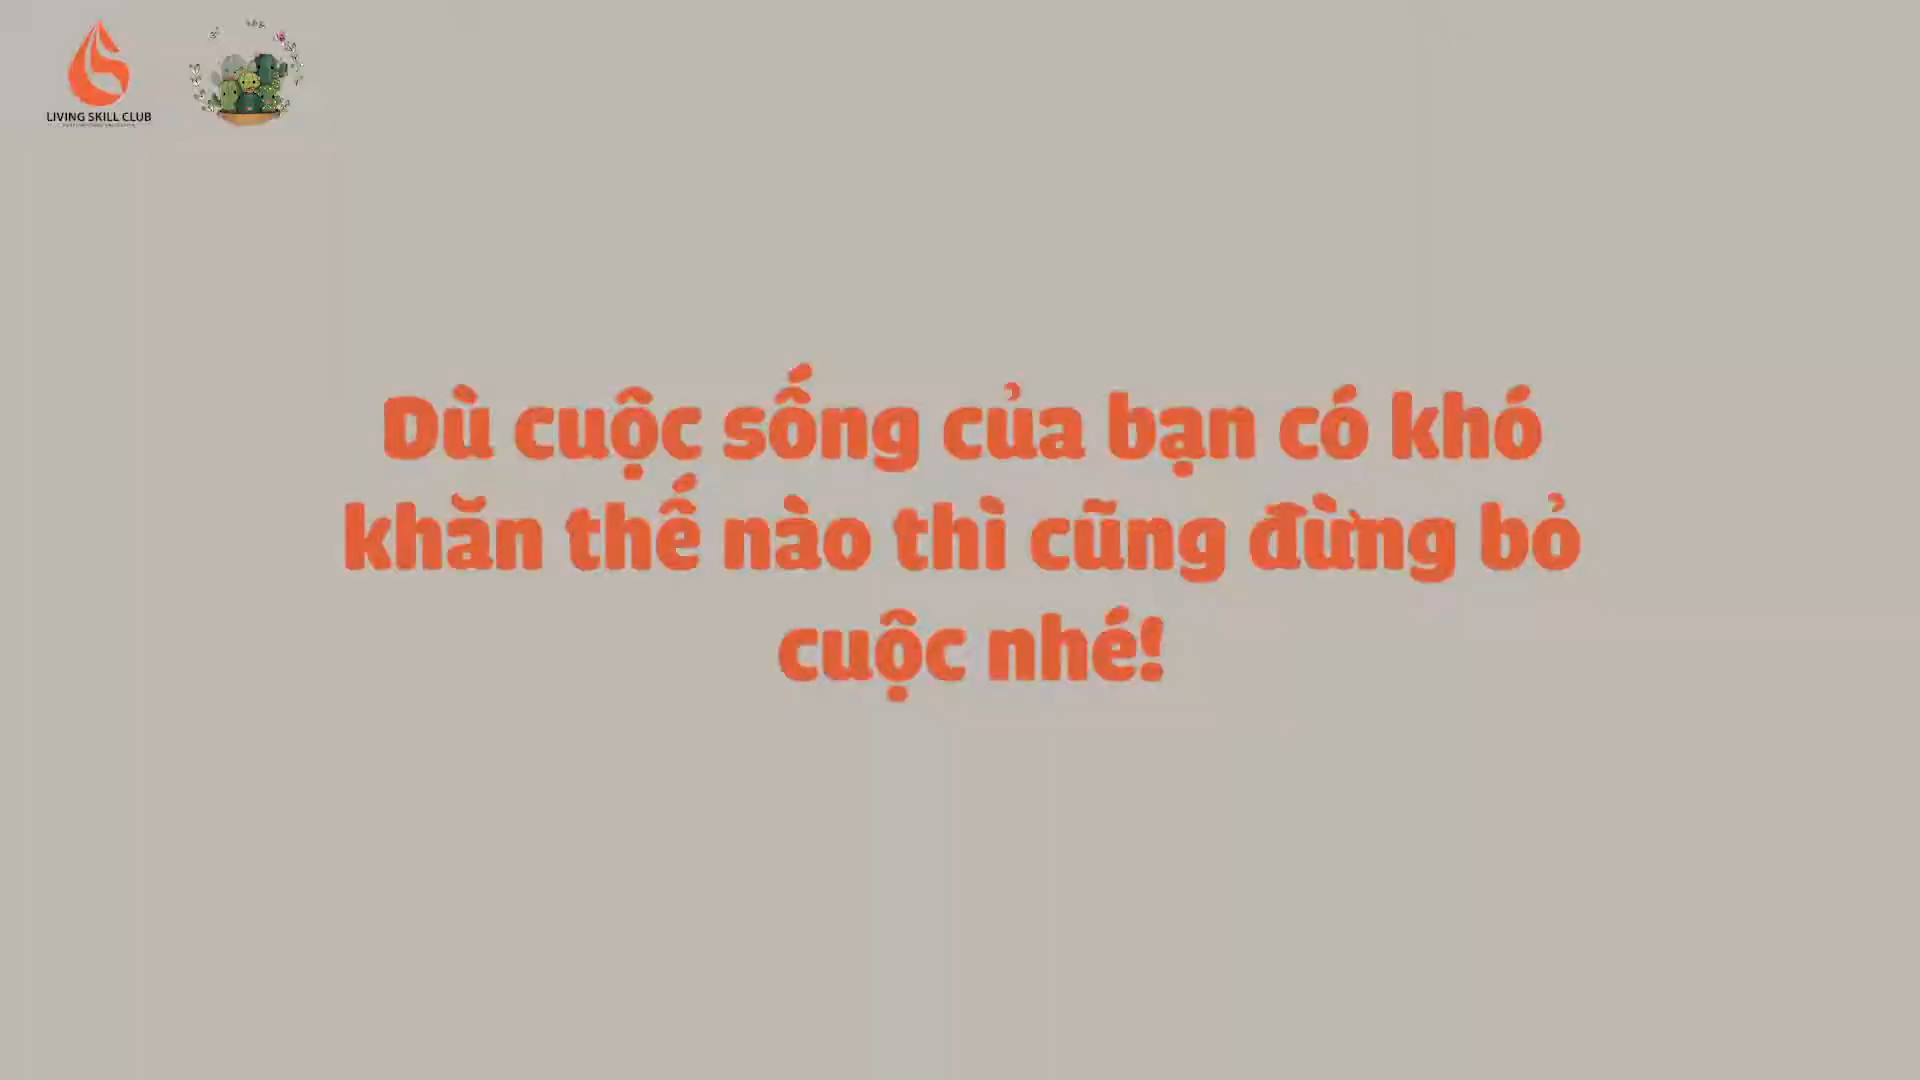 LIVING SKILL CLUB
Dù cuộc sống của bạn có khó
khăn thế nào thì cũng đừng bỏ
cuộc nhé!